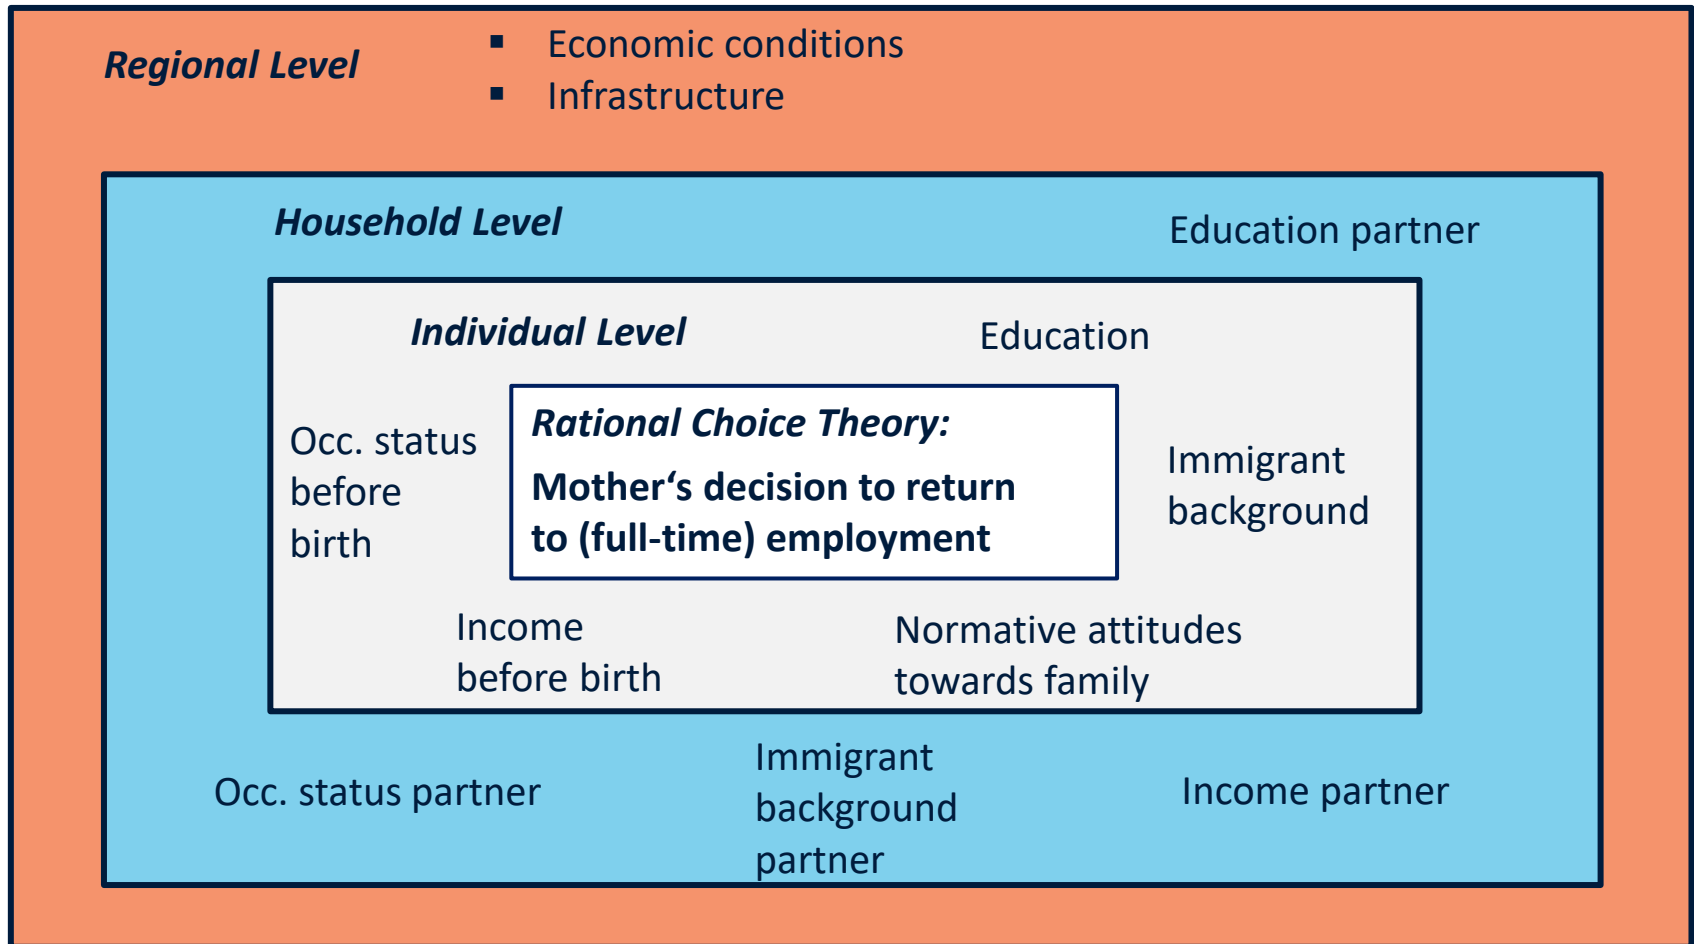 Regional Level
▪ Economic conditions
▪ Infrastructure
Household Level
Education partner
Individual Level
Education
Occ. status
before
birth
Rational Choice Theory:
Mother‘s decision to return
to (full-time) employment
Immigrant
background
Income
before birth
Normative attitudes
towards family
Occ. status partner
Immigrant
background
partner
Income partner